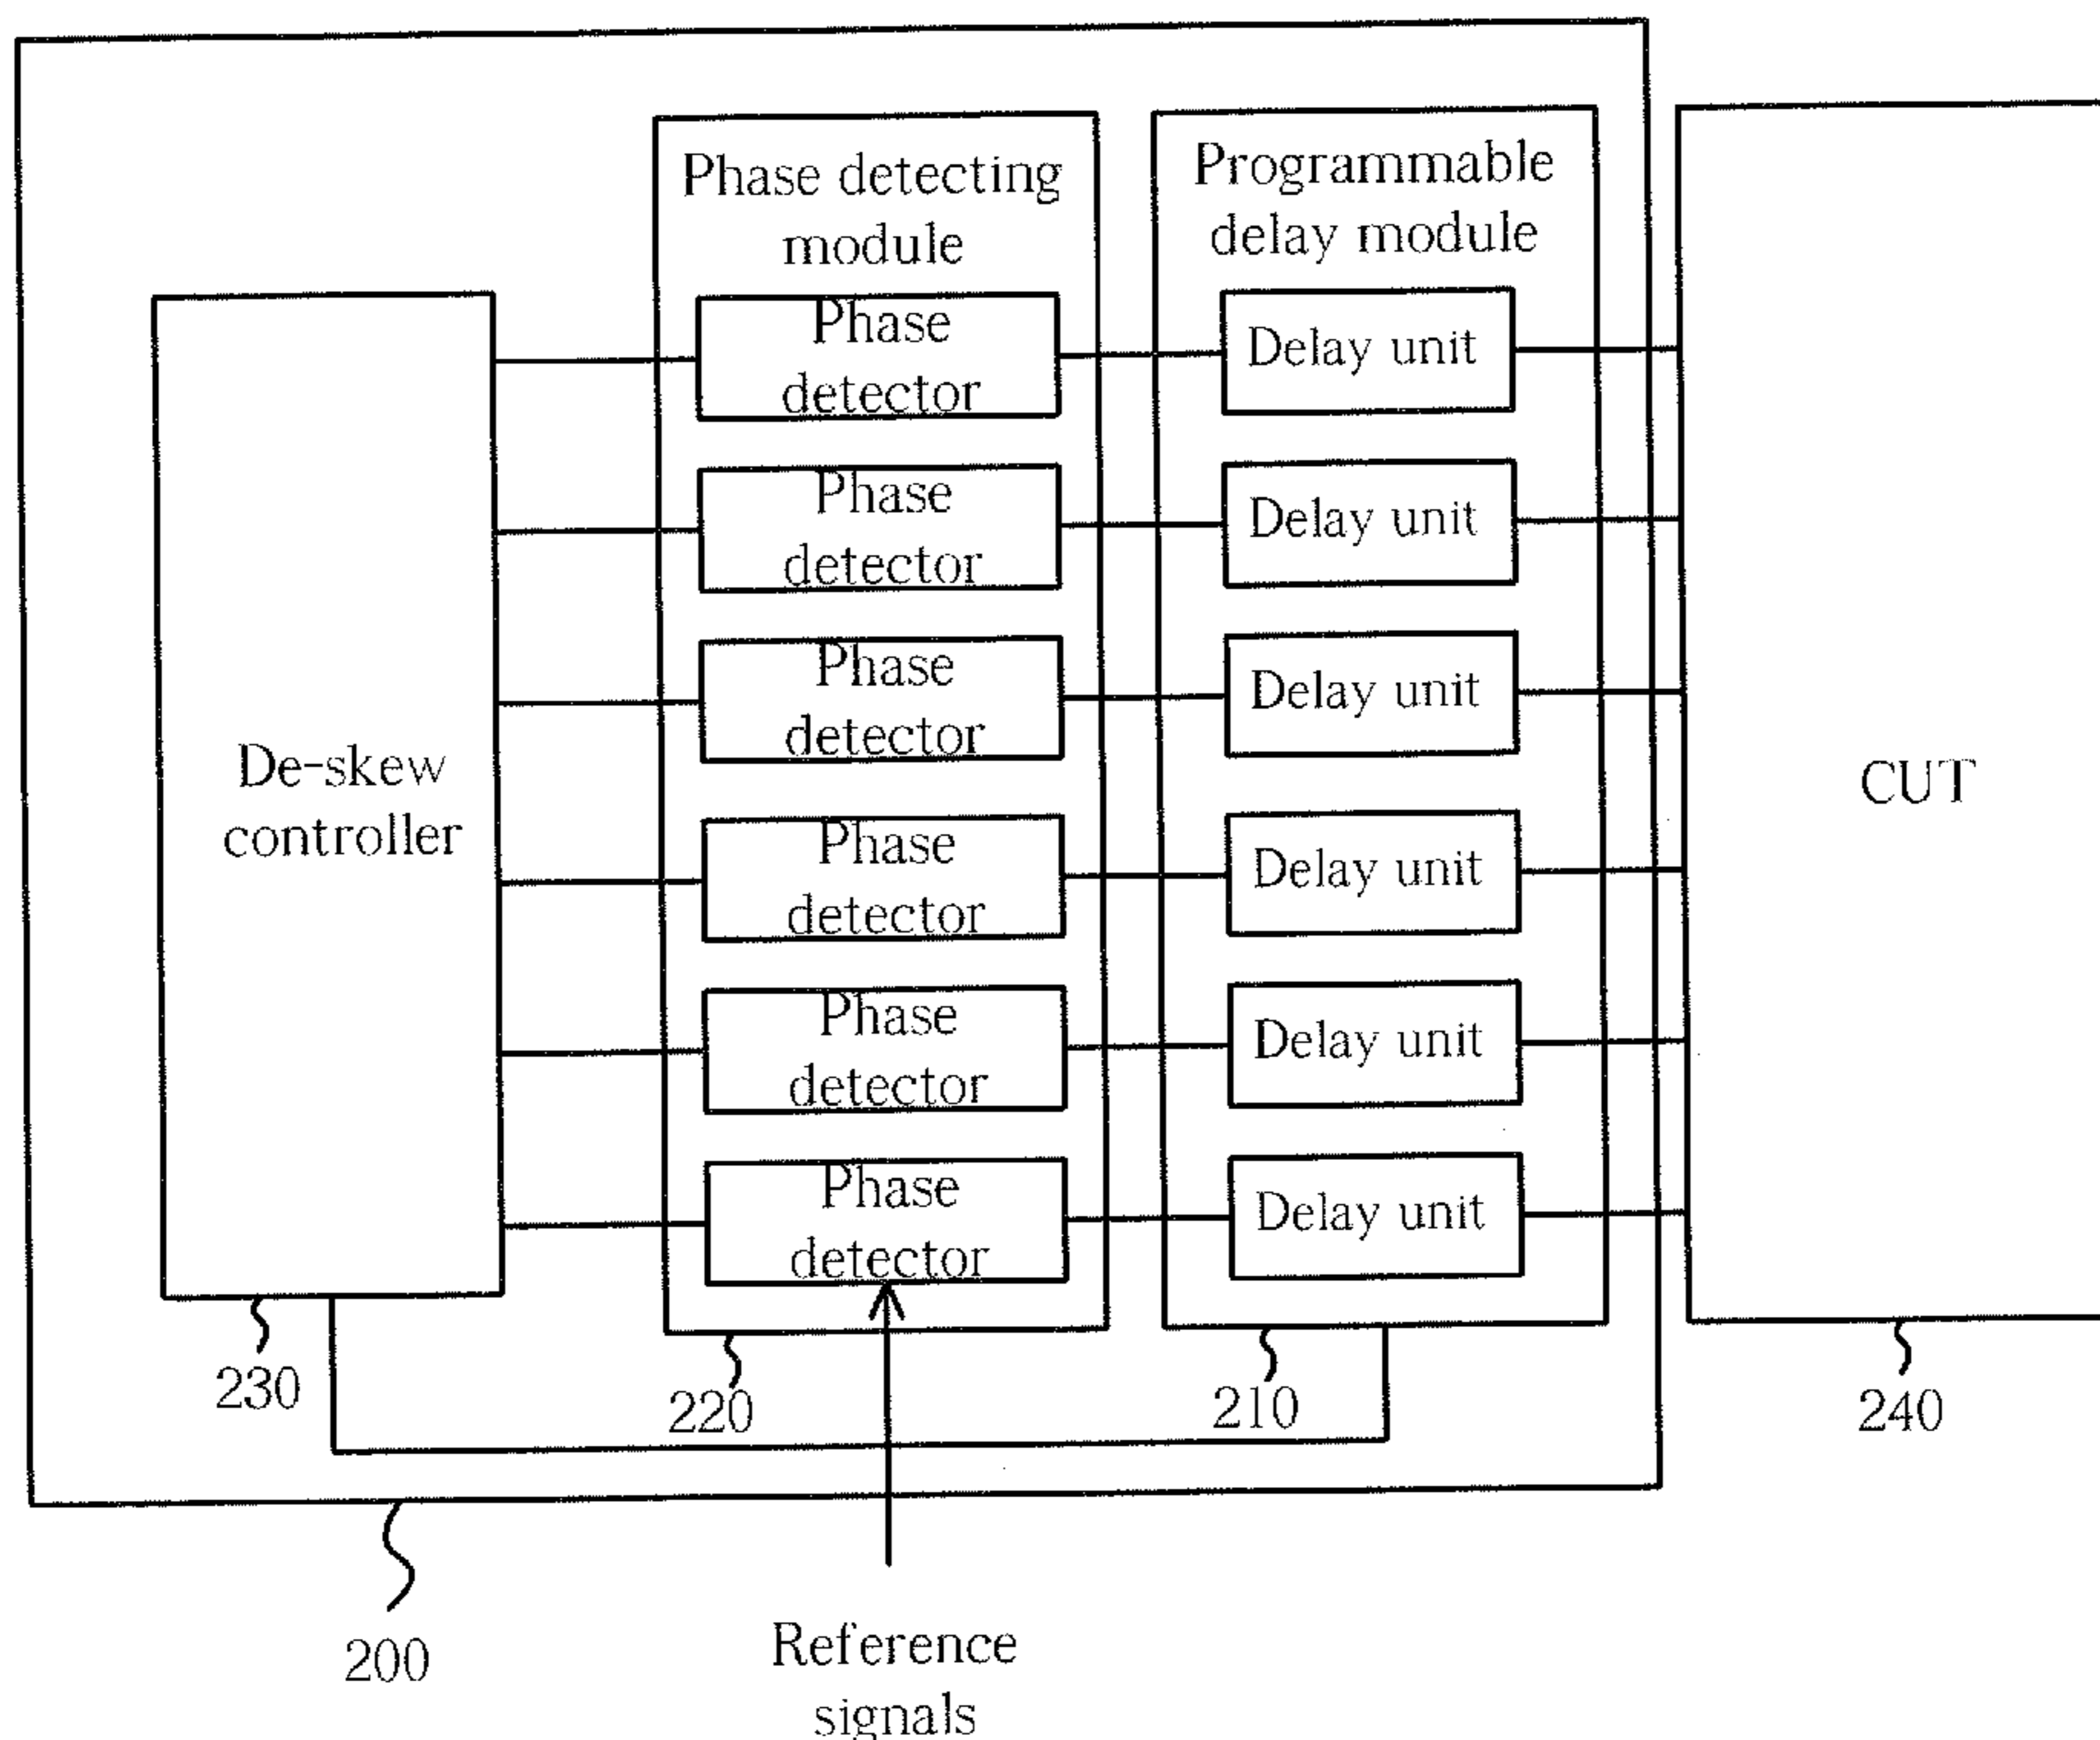 Phase detecting
module
Programmable
delay module
Phase
detector
Delay unit
Phase
detector
Delay unit
Phase
detector
Delay unit
De-skew
controller
CUT
Phase
detector
Delay unit
Phase
detector
Delay unit
Phase
detector
Delay unit
230
220
210
240
200
Reference
signals